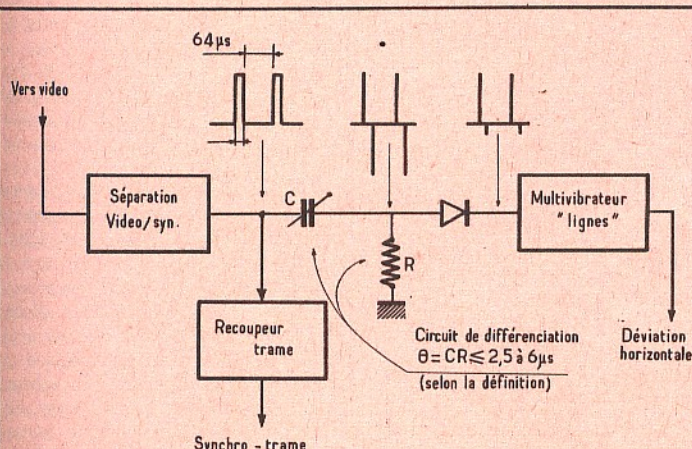 64µs
Vers video
C
Séparation
Video/syn.
Multivibrateur
"lignes"
R
Recoupeur
trame
Circuit de différenciation
θ= CR ≤ 2,5 à 6µs
(selon la définition)
Déviation
horizontale
Synchro - trame